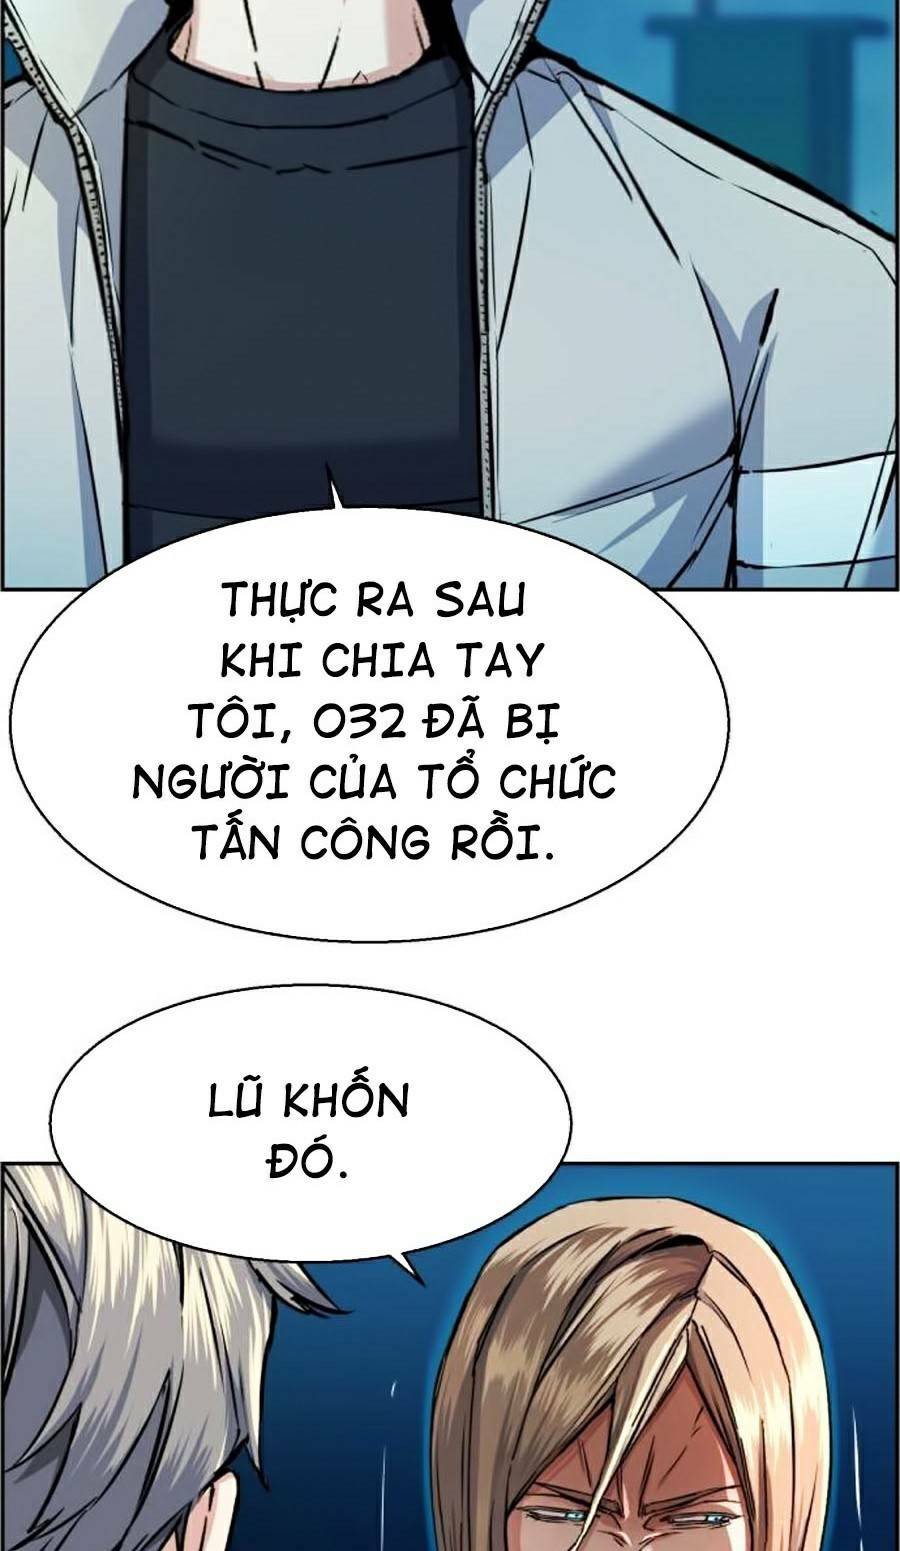 THỰC RA SAU
KHI CHIA TAY
TÔI, 032 ĐÃ BỊ
NGƯỜI CỦA TỔ CHỨC
TẤN CÔNG RỒI.
LŨ KHỐN
ĐÓ.